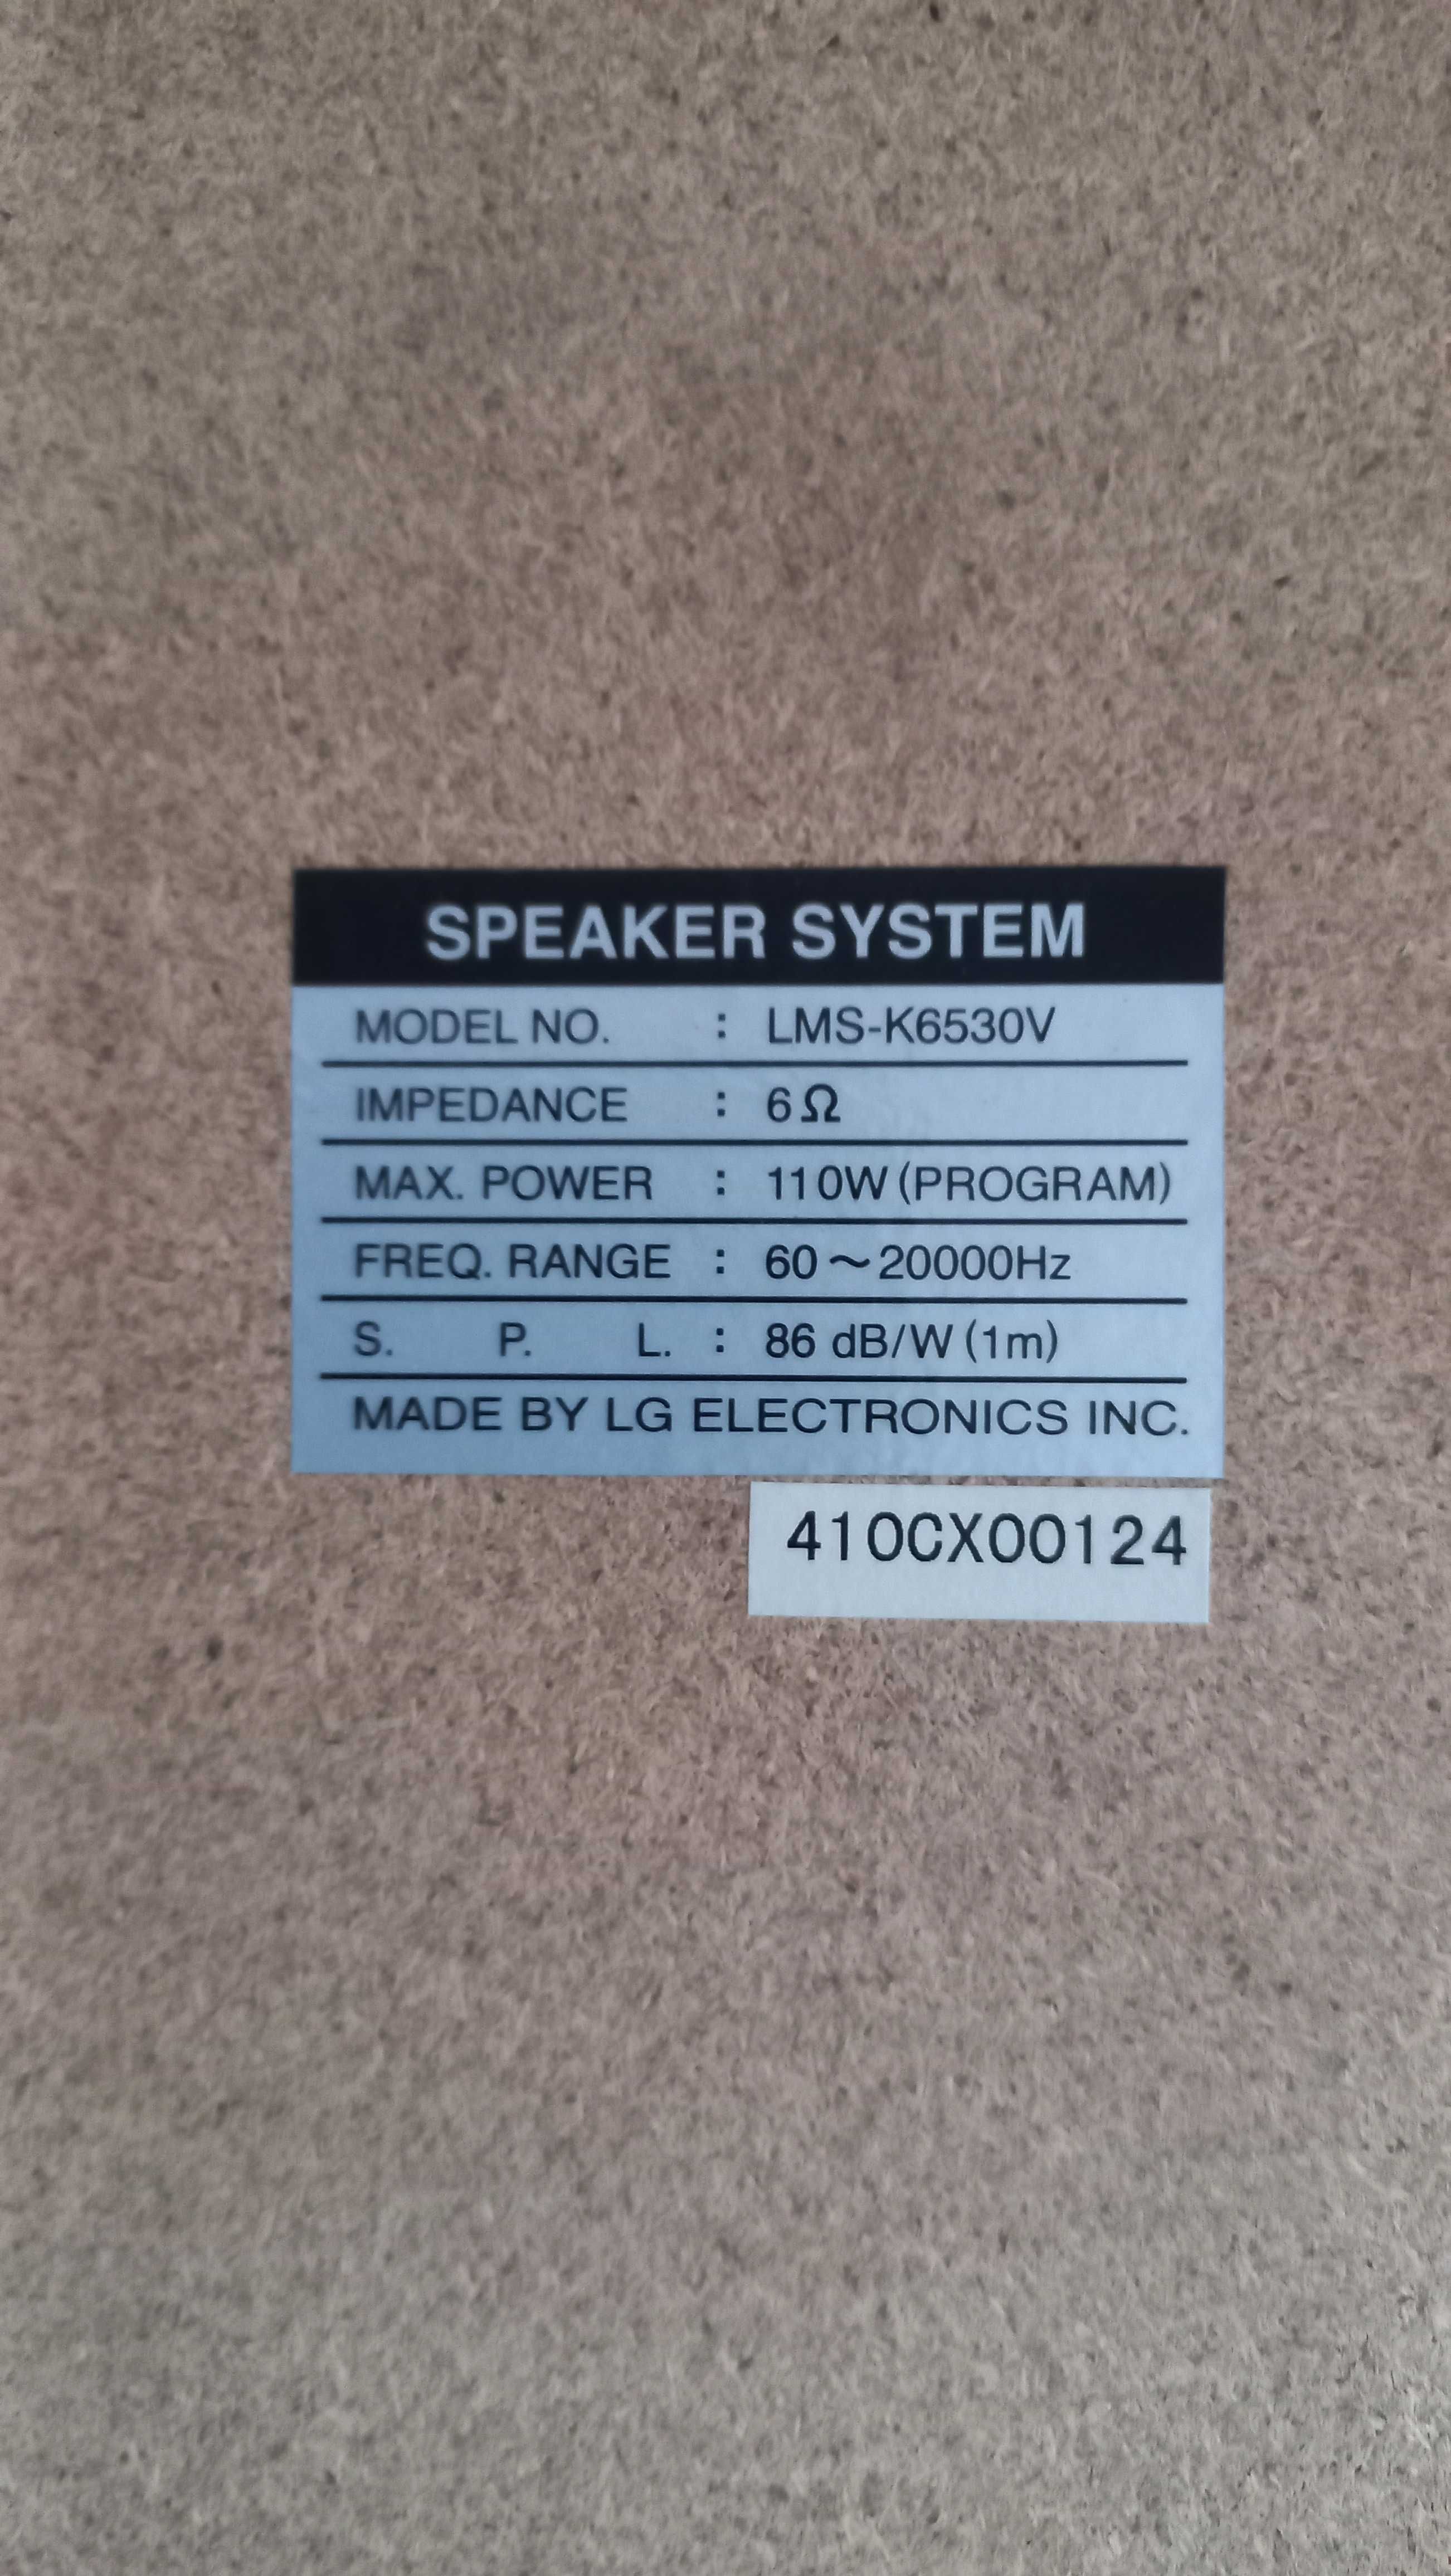 SPEAKER SYSTEM
MODEL NO. : LMS-K6530V
IMPEDANCE : 6Ω
MAX. POWER : 110W (PROGRAM)
FREQ. RANGE : 60～20000Hz
S. P. L. : 86 dB/W (1m)
MADE BY LG ELECTRONICS INC.
410CX00124